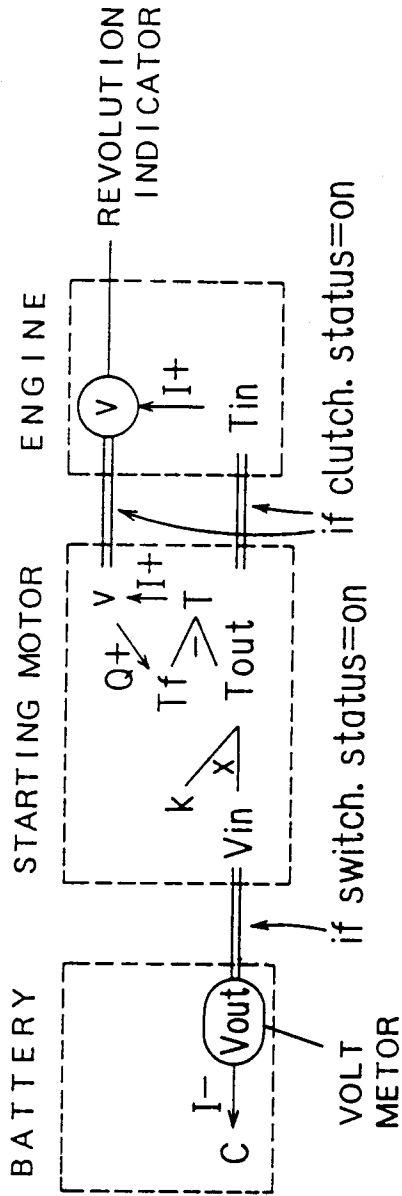 BATTERY
STARTING MOTOR
ENGINE
REVOLUTION
INDICATOR
C
I-
Vout
VOLT
METOR
Vin
k
x
Tout
Tf
-
T
Q+
v
I+
v
I+
Tin
if switch. status=on
if clutch. status=on